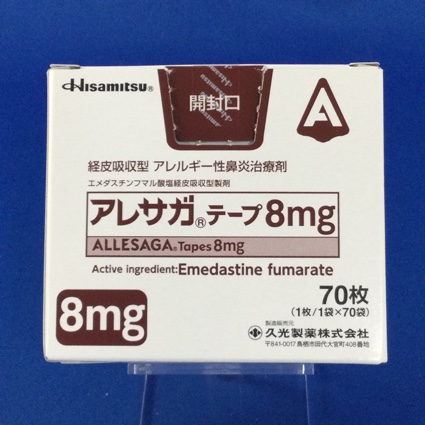 Hisamitsu®
開封口
A
経皮吸収型 アレルギー性鼻炎治療剤
エメダスチンフマル酸塩経皮吸収型製剤
アレサガ®テープ8mg
ALLESAGA®Tapes8mg
Active ingredient:Emedastine fumarate
70枚
(1枚/1袋×70袋)
8mg
製造販売元
久光製薬株式会社
〒841-0017 鳥栖市田代大官町408番地